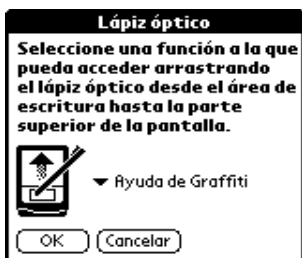 Lápiz óptico
Seleccione una función a la que
pueda acceder arrastrando
el lápiz óptico desde el área de
escritura hasta la parte
superior de la pantalla.
Ayuda de Graffiti
OK Cancelar